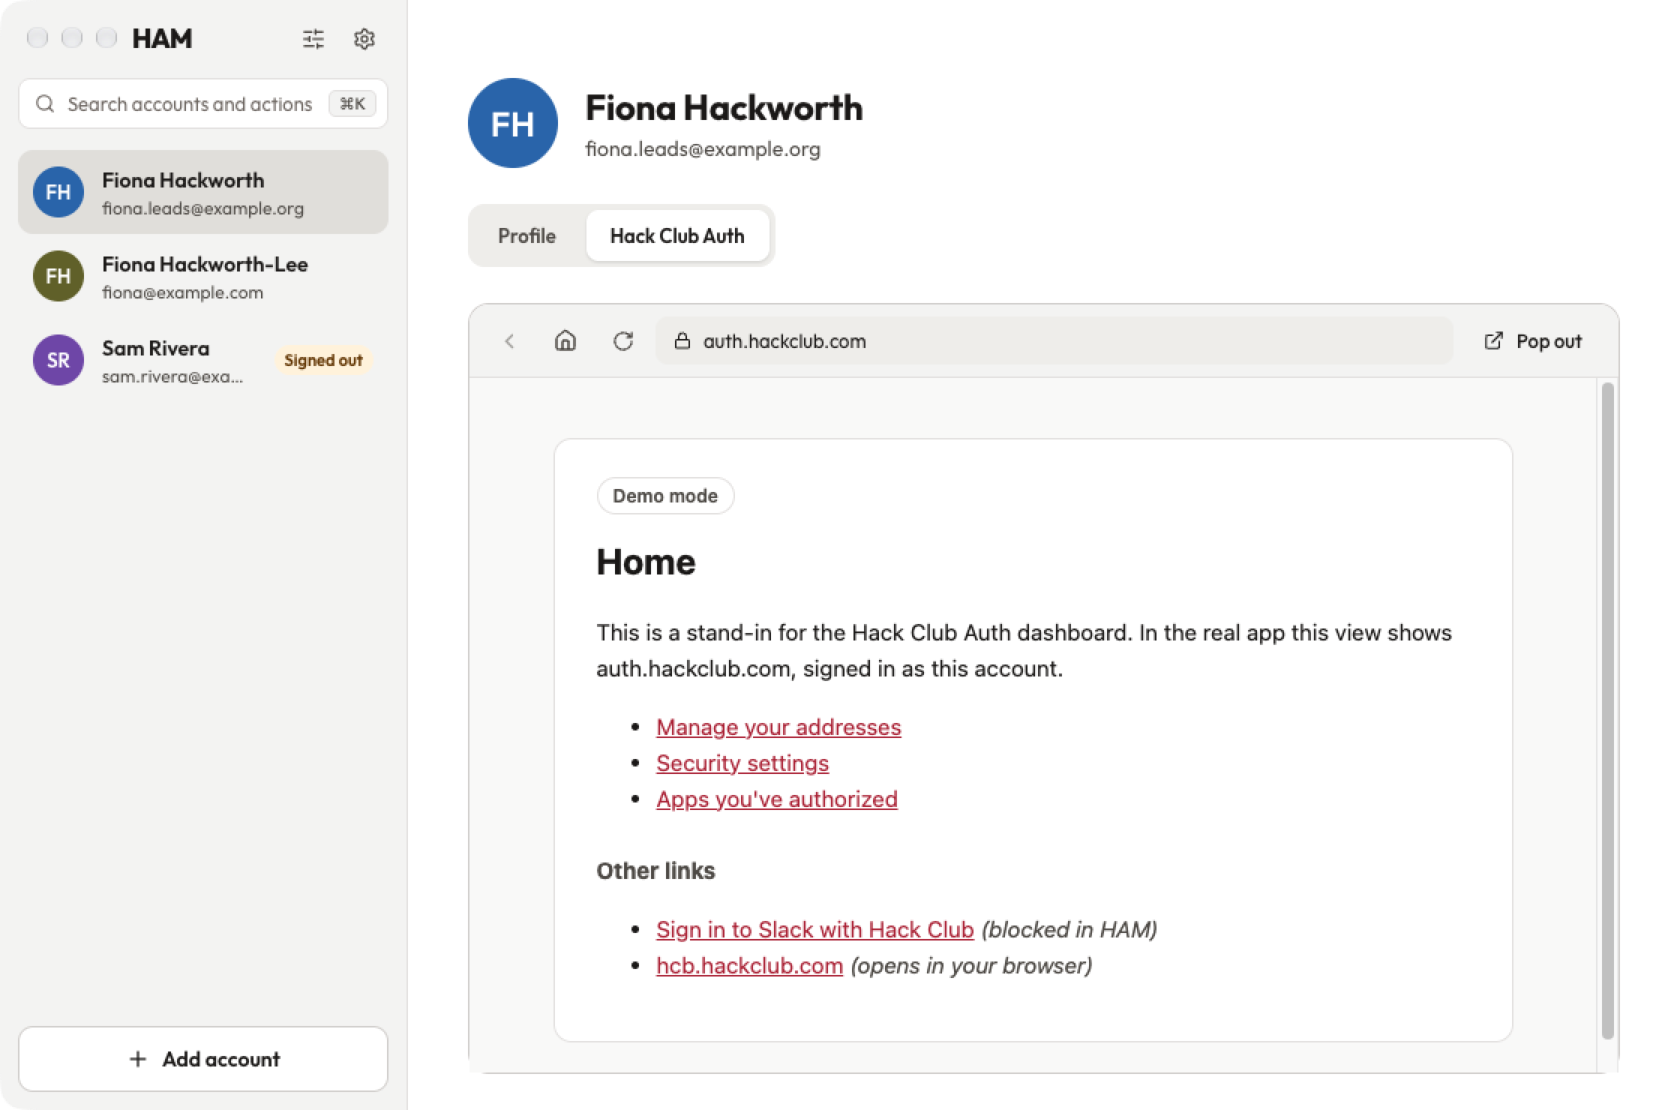 HAM
Search accounts and actions ⌘K
FH
Fiona Hackworth
fiona.leads@example.org
FH
Fiona Hackworth-Lee
fiona@example.com
SR
Sam Rivera
sam.rivera@exa...
Signed out
+ Add account
FH
Fiona Hackworth
fiona.leads@example.org
Profile
Hack Club Auth
auth.hackclub.com
Pop out
Demo mode
Home
This is a stand-in for the Hack Club Auth dashboard. In the real app this view shows
auth.hackclub.com, signed in as this account.
• Manage your addresses
• Security settings
• Apps you've authorized
Other links
• Sign in to Slack with Hack Club (blocked in HAM)
• hcb.hackclub.com (opens in your browser)